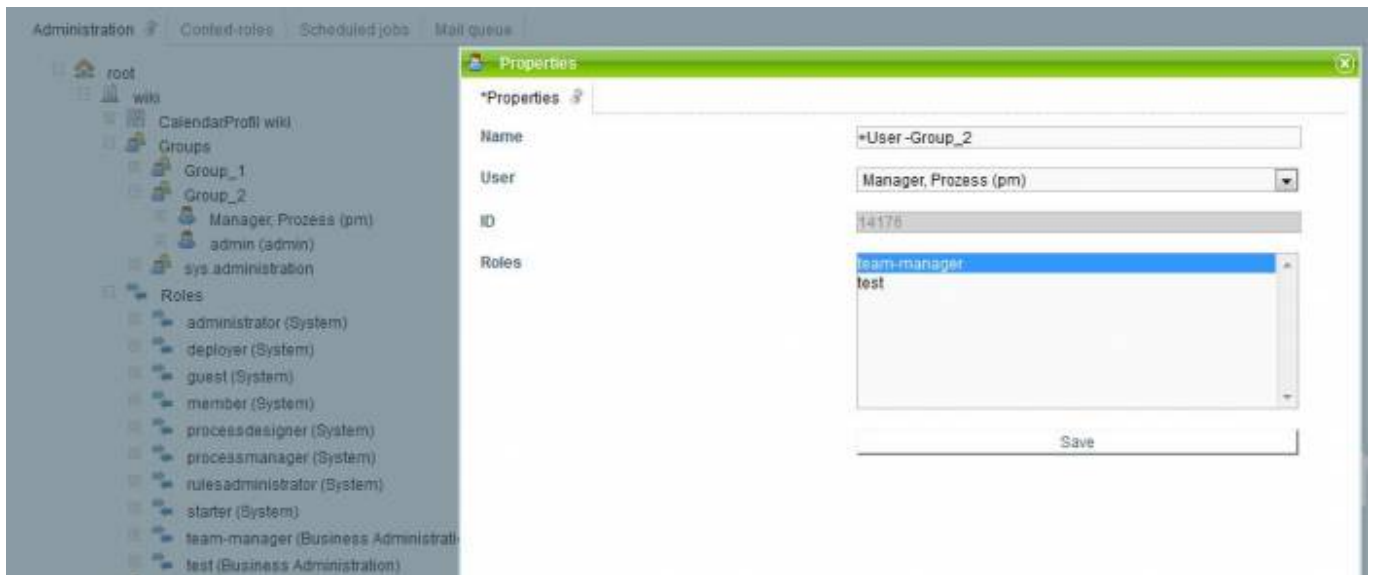 Administration Context-roles Scheduled jobs Mail queue
root
wiki
CalendarProfil wiki
Groups
Group_1
Group_2
Manager, Prozess (pm)
admin (admin)
sys.administration
Roles
administrator (System)
deployer (System)
guest (System)
member (System)
processdesigner (System)
processmanager (System)
rulesadministrator (System)
starter (System)
team-manager (Business Administrati
test (Business Administration)
Properties
*Properties
Name +User-Group_2
User Manager, Prozess (pm)
ID 14176
Roles team-manager
test
Save